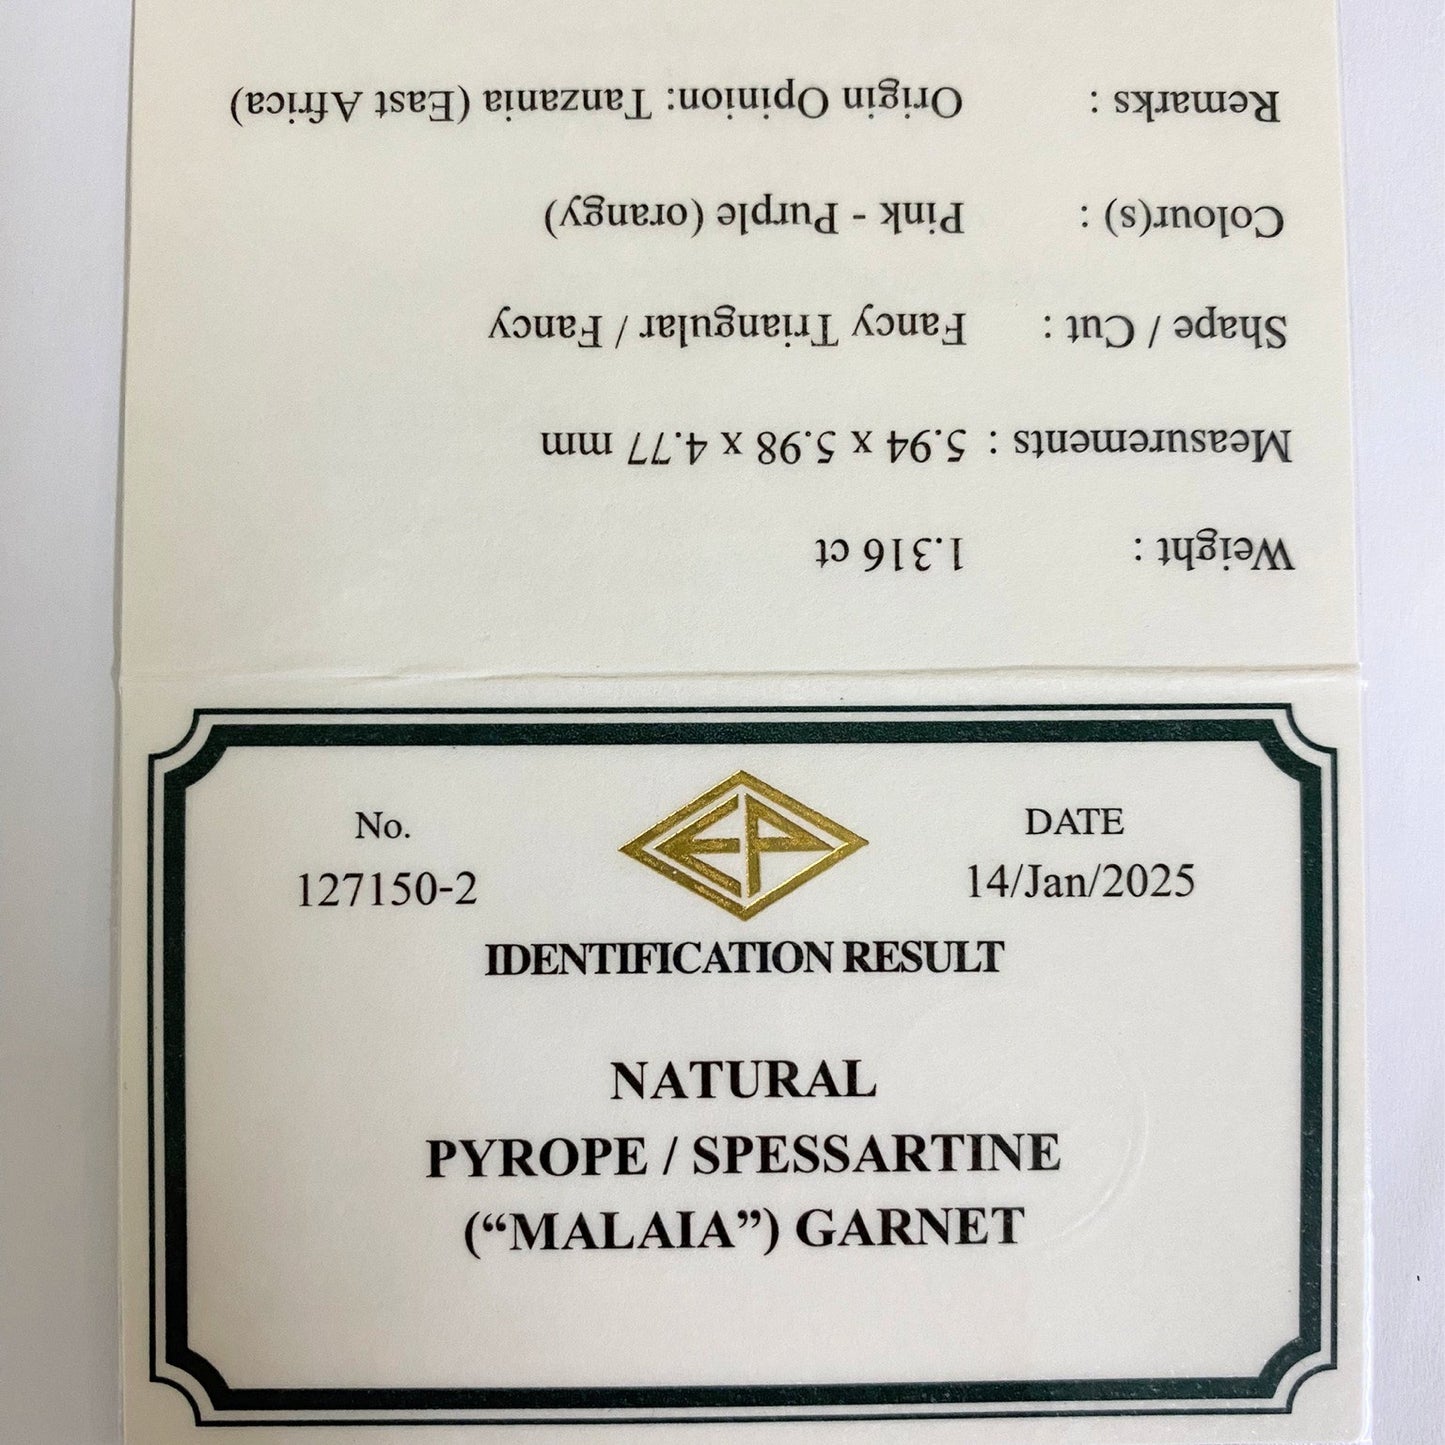 No.
127150-2
EP
DATE
14/Jan/2025
IDENTIFICATION RESULT
NATURAL
PYROPE / SPESSARTINE
("MALAIA") GARNET
Weight : 1.316 ct
Measurements : 5.94 x 5.98 x 4.77 mm
Shape / Cut : Fancy Triangular / Fancy
Colour(s) : Pink - Purple (orangy)
Remarks : Origin Opinion: Tanzania (East Africa)